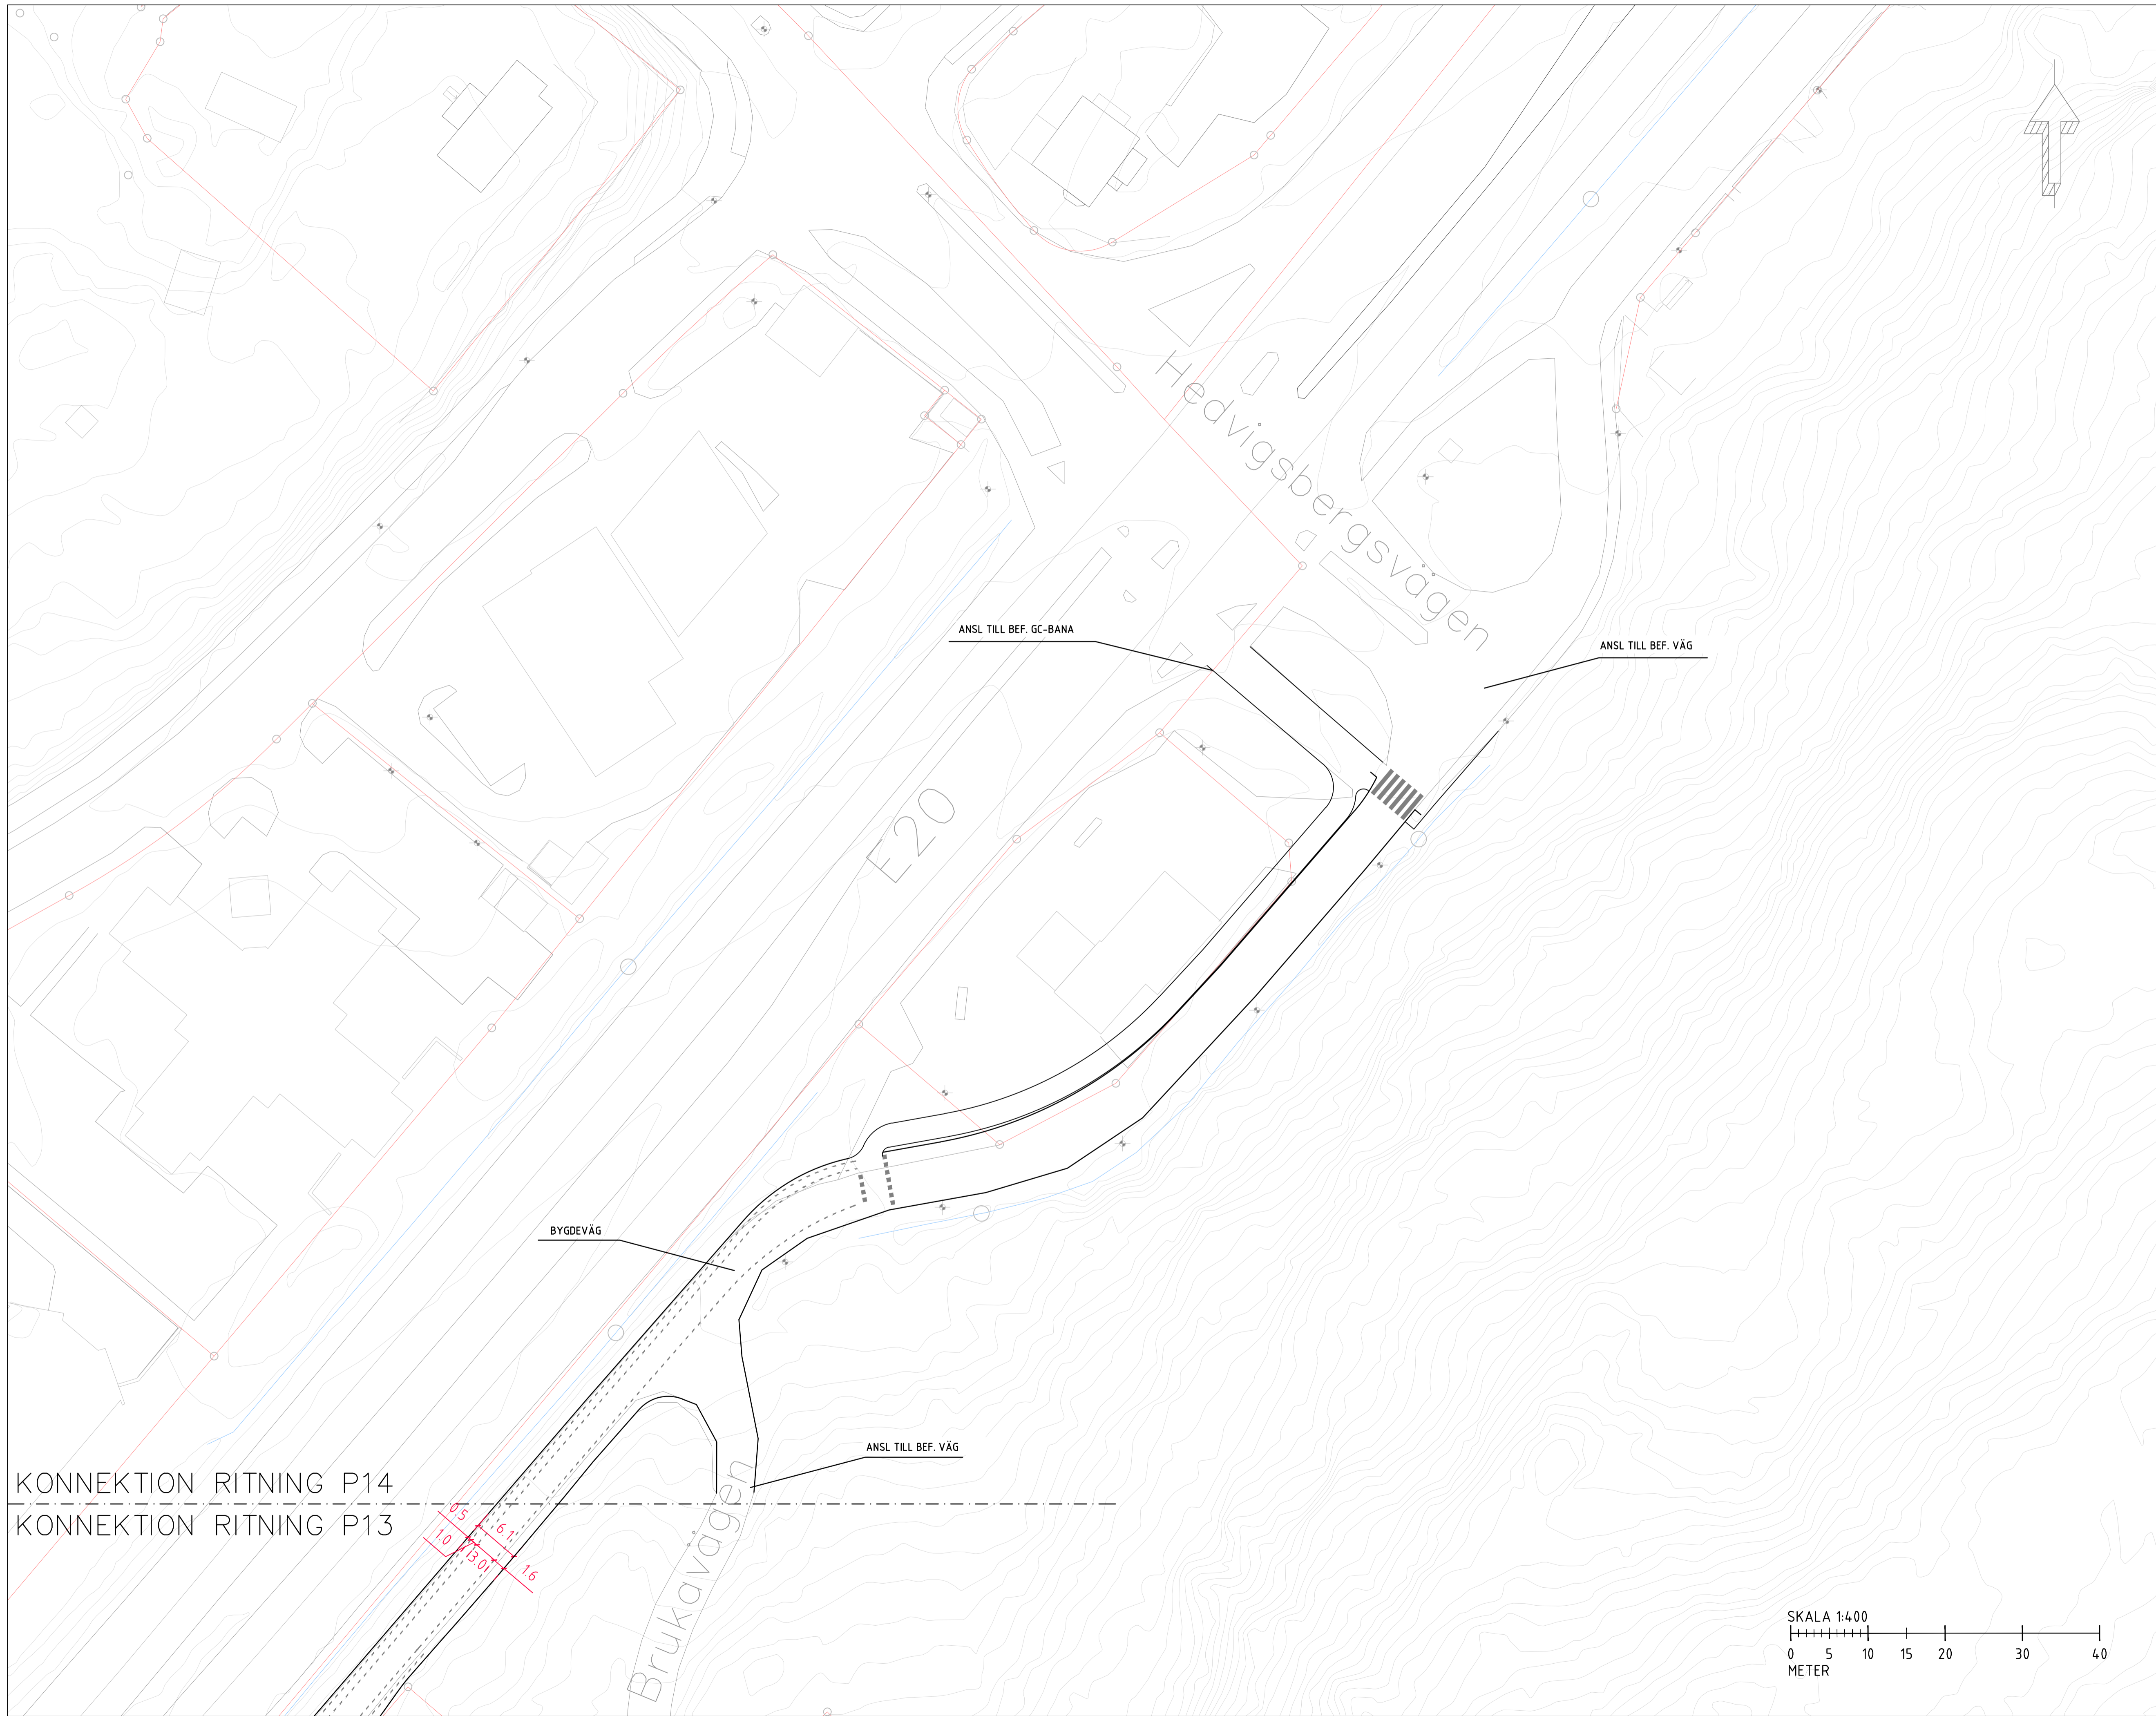 Hedvigsbergsvägen
ANSL TILL BEF. GC-BANA
ANSL TILL BEF. VÄG
E20
BYGDEVÄG
ANSL TILL BEF. VÄG
KONNEKTION RITNING P14
KONNEKTION RITNING P13
0.5
6.1
1.0
3.0
1.6
Brukavägen
SKALA 1:400
0 5 10 15 20 30 40
METER